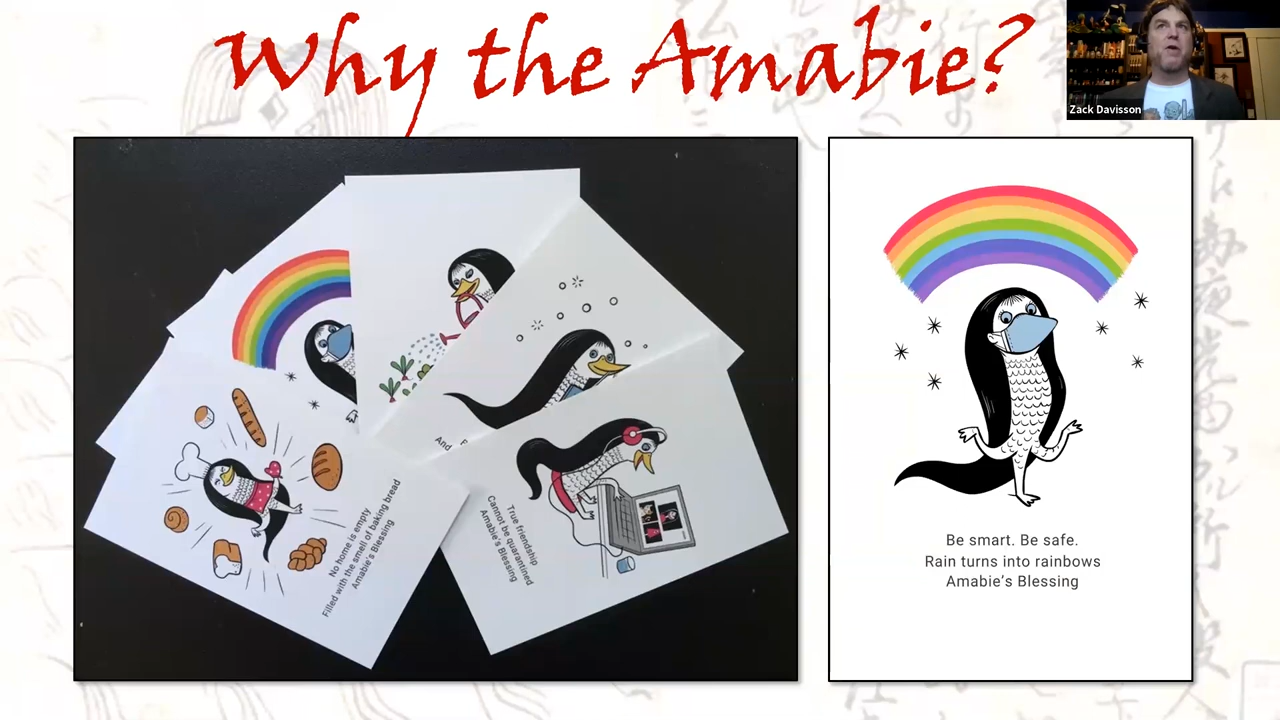 Why the Amabie?
Zack Davisson
And
No home is empty
Filled with the smell of baking bread
Amabie's Blessing
True friendship
Cannot be quarantined
Amabie's Blessing
Be smart. Be safe.
Rain turns into rainbows
Amabie's Blessing